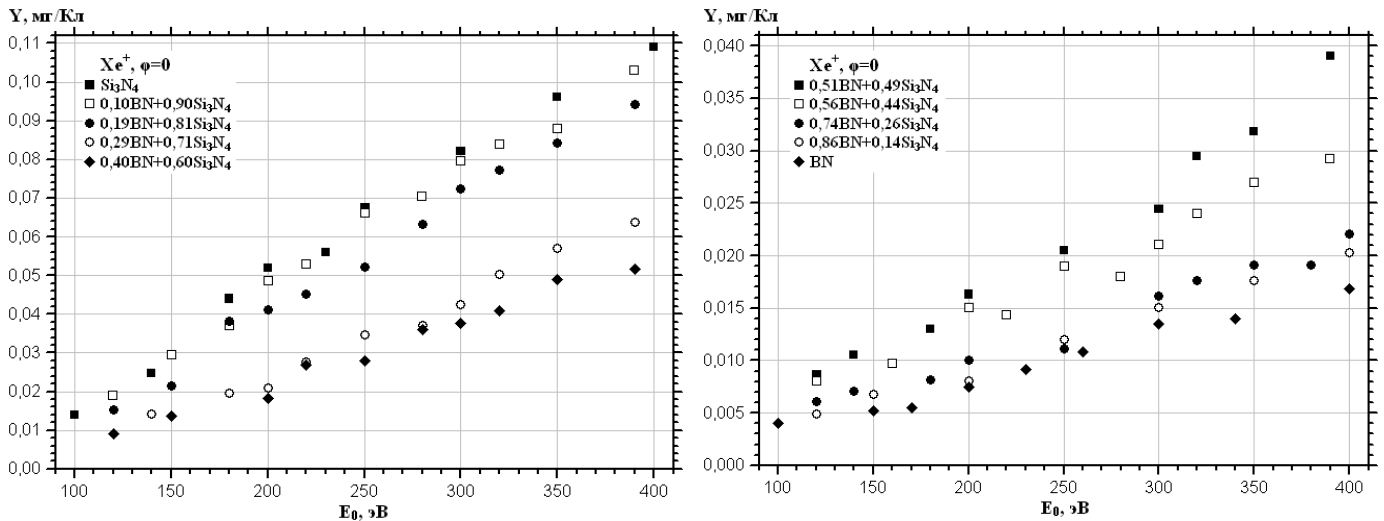 Y, мг/Кл
0,11
0,10
0,09
0,08
0,07
0,06
0,05
0,04
0,03
0,02
0,01
0,00
Xe⁺, φ=0
Si₃N₄
0,10BN+0,90Si₃N₄
0,19BN+0,81Si₃N₄
0,29BN+0,71Si₃N₄
0,40BN+0,60Si₃N₄
100 150 200 250 300 350 400
E₀, эВ
Y, мг/Кл
0,040
0,035
0,030
0,025
0,020
0,015
0,010
0,005
0,000
Xe⁺, φ=0
0,51BN+0,49Si₃N₄
0,56BN+0,44Si₃N₄
0,74BN+0,26Si₃N₄
0,86BN+0,14Si₃N₄
BN
100 150 200 250 300 350 400
E₀, эВ